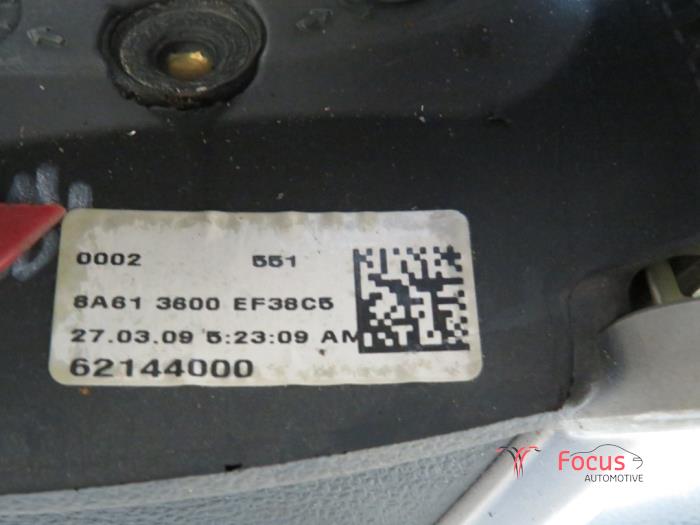 0002 551
8A61 3600 EF38C5
27.03.09 5:23:09 AM
62144000
Focus
AUTOMOTIVE